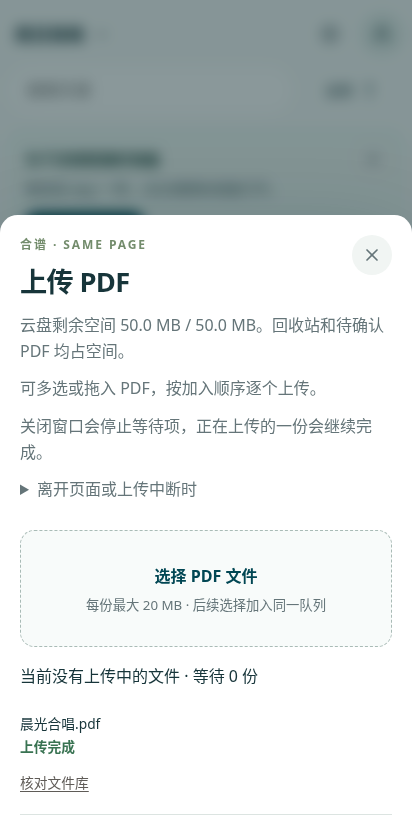 合谱 · SAME PAGE
上传 PDF
云盘剩余空间 50.0 MB / 50.0 MB。回收站和待确认
PDF 均占空间。
可多选或拖入 PDF，按加入顺序逐个上传。
关闭窗口会停止等待项，正在上传的一份会继续完
成。
▶ 离开页面或上传中断时
选择 PDF 文件
每份最大 20 MB · 后续选择加入同一队列
当前没有上传中的文件 · 等待 0 份
晨光合唱.pdf
上传完成
核对文件库